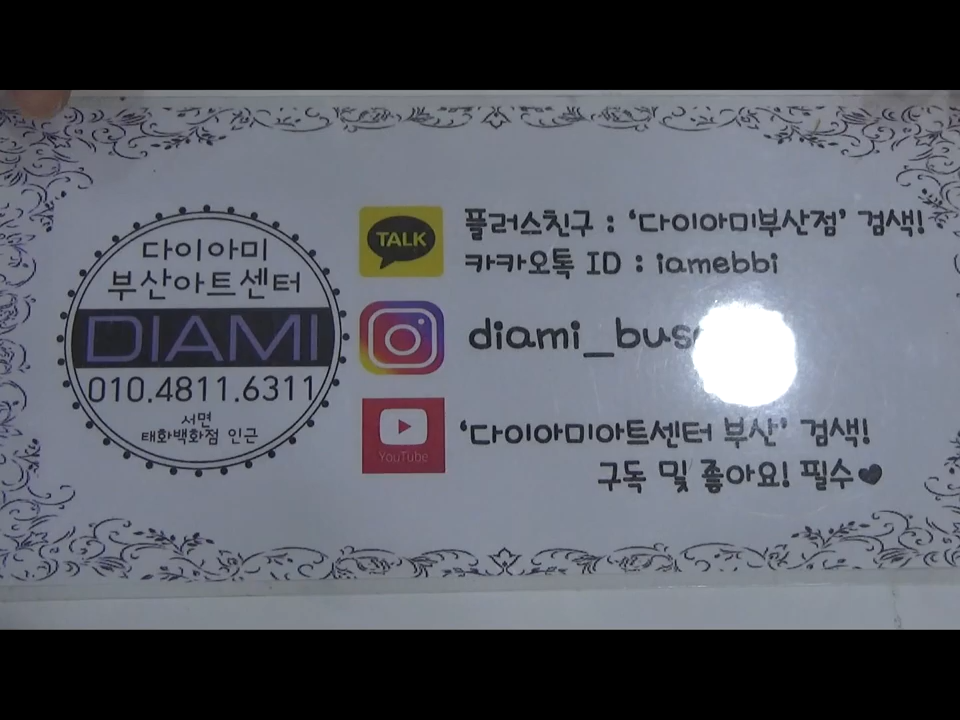 다이아미
부산아트센터
DIAMI
010.4811.6311
서면
태화백화점 인근
TALK
플러스친구 : '다이아미부산점' 검색!
카카오톡 ID : iamebbi
YouTube
'다이아미아트센터 부산' 검색!
구독 및 좋아요! 필수♥